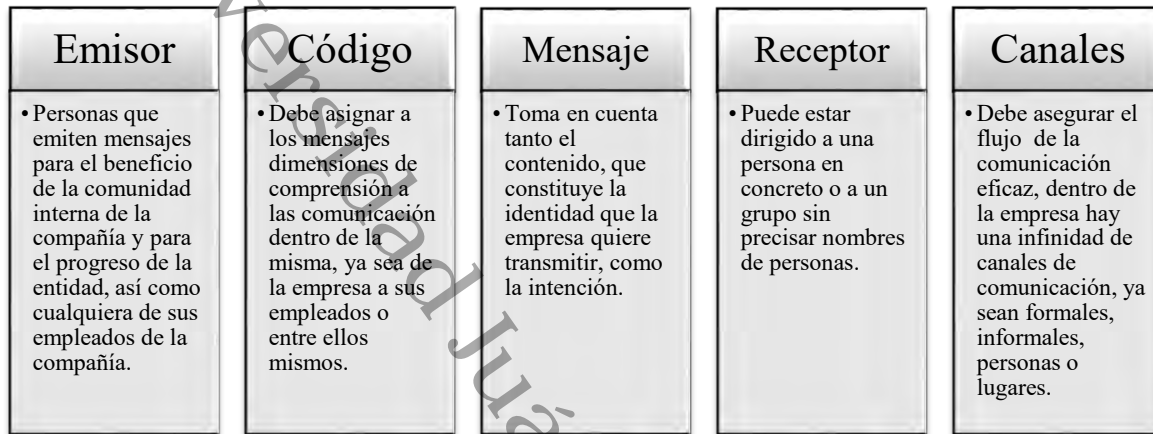 Emisor
• Personas que
emiten mensajes
para el beneficio
de la comunidad
interna de la
compañía y para
el progreso de la
entidad, así como
cualquiera de sus
empleados de la
compañía.
Código
• Debe asignar a
los mensajes
dimensiones de
comprensión a
las comunicación
dentro de la
misma, ya sea de
la empresa a sus
empleados o
entre ellos
mismos.
Mensaje
• Toma en cuenta
tanto el
contenido, que
constituye la
identidad que la
empresa quiere
transmitir, como
la intención.
Receptor
• Puede estar
dirigido a una
persona en
concreto o a un
grupo sin
precisar nombres
de personas.
Canales
• Debe asegurar el
flujo de la
comunicación
eficaz, dentro de
la empresa hay
una infinidad de
canales de
comunicación, ya
sean formales,
informales,
personas o
lugares.
versidad Juá